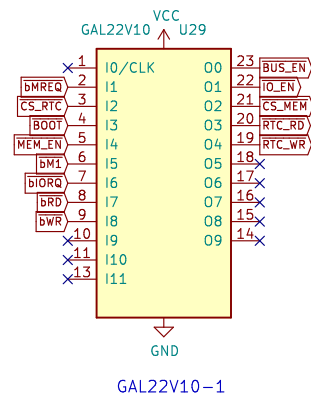 VCC
GAL22V10 U29
1 I0/CLK O0 23 BUS_EN
bMREQ 2 I1 O1 22 IO_EN
CS_RTC 3 I2 O2 21 CS_MEM
BOOT 4 I3 O3 20 RTC_RD
MEM_EN 5 I4 O4 19 RTC_WR
bM1 6 I5 O5 18
bIORQ 7 I6 O6 17
bRD 8 I7 O7 16
bWR 9 I8 O8 15
10 I9 O9 14
11 I10
13 I11
GND
GAL22V10-1